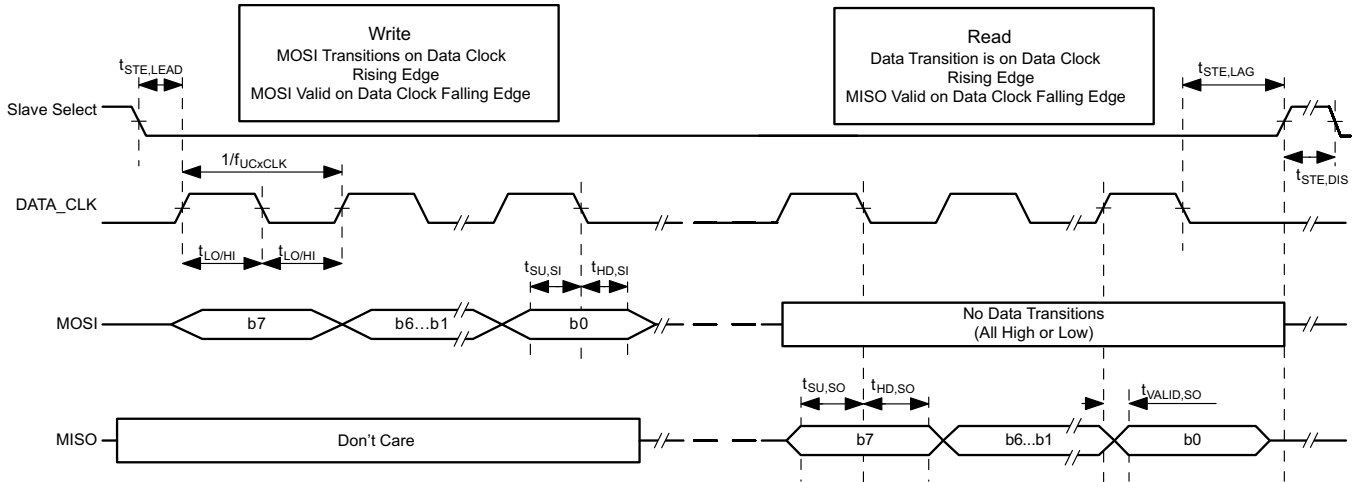 Write
MOSI Transitions on Data Clock
Rising Edge
MOSI Valid on Data Clock Falling Edge
Read
Data Transition is on Data Clock
Rising Edge
MISO Valid on Data Clock Falling Edge
tSTE,LEAD
tSTE,LAG
Slave Select
1/fUCxCLK
tSTE,DIS
DATA_CLK
tLO/HI
tLO/HI
tSU,SI
tHD,SI
MOSI
b7
b6...b1
b0
No Data Transitions
(All High or Low)
tSU,SO
tHD,SO
tVALID,SO
MISO
Don't Care
b7
b6...b1
b0